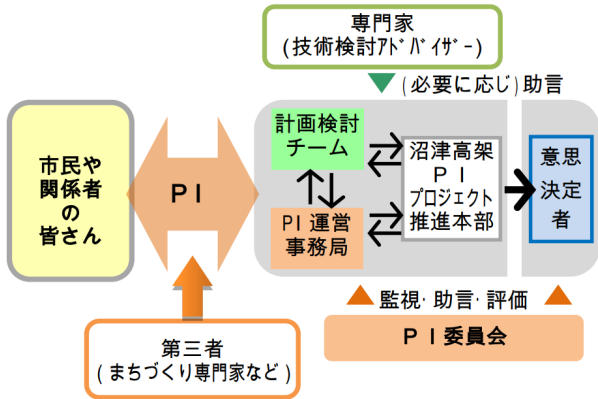 専門家
(技術検討ｱﾄﾞﾊﾞｲｻﾞｰ)
(必要に応じ)助言
計画検討
チーム
市民や
関係者
の
皆さん
ＰＩ
沼津高架
ＰＩ
プロジェクト
推進本部
意思
決定
者
PI運営
事務局
監視･助言･評価
ＰＩ委員会
第三者
(まちづくり専門家など)